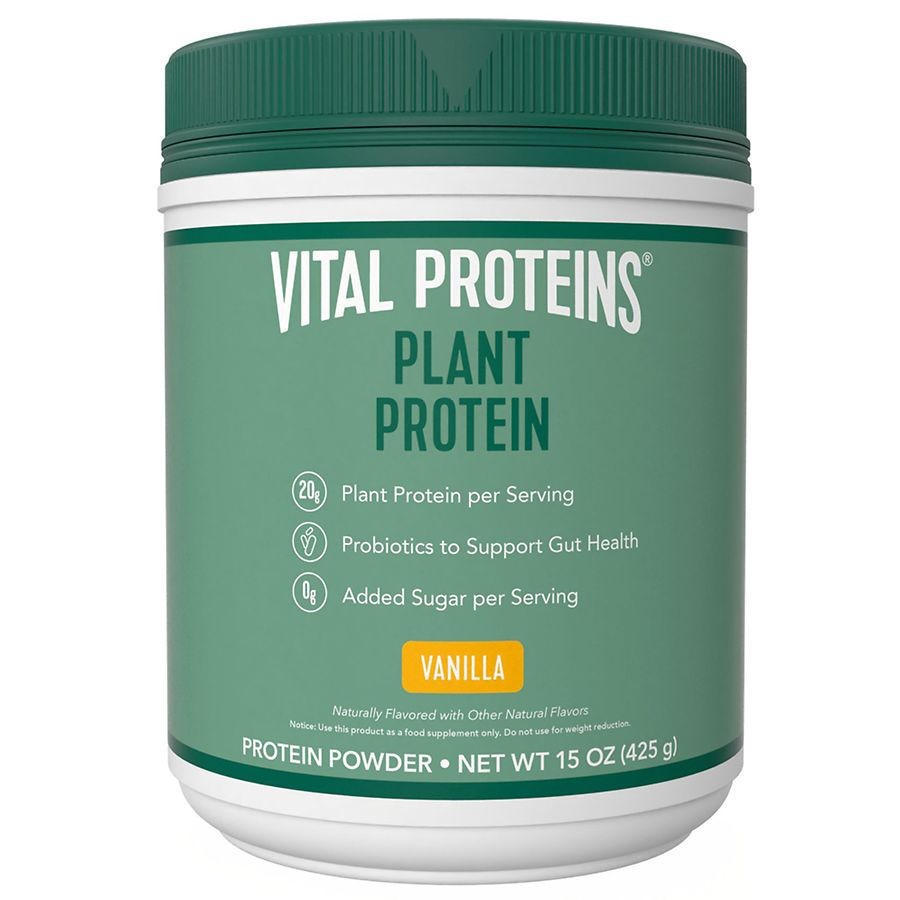 VITAL PROTEINS®
PLANT
PROTEIN
20g Plant Protein per Serving
Probiotics to Support Gut Health
0g Added Sugar per Serving
VANILLA
Naturally Flavored with Other Natural Flavors
Notice: Use this product as a food supplement only. Do not use for weight reduction.
PROTEIN POWDER • NET WT 15 OZ (425 g)